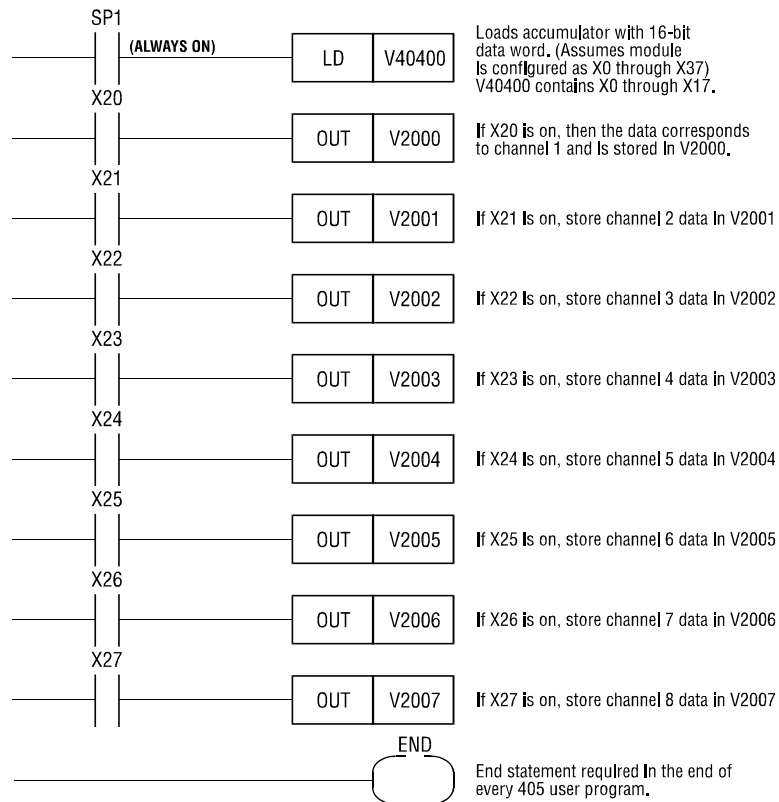 SP1
(ALWAYS ON)
LD V40400
Loads accumulator with 16-bit
data word. (Assumes module
is configured as X0 through X37)
V40400 contains X0 through X17.
X20
OUT V2000
If X20 is on, then the data corresponds
to channel 1 and is stored in V2000.
X21
OUT V2001
If X21 is on, store channel 2 data in V2001
X22
OUT V2002
If X22 is on, store channel 3 data in V2002
X23
OUT V2003
If X23 is on, store channel 4 data in V2003
X24
OUT V2004
If X24 is on, store channel 5 data in V2004
X25
OUT V2005
If X25 is on, store channel 6 data in V2005
X26
OUT V2006
If X26 is on, store channel 7 data in V2006
X27
OUT V2007
If X27 is on, store channel 8 data in V2007
END
End statement required in the end of
every 405 user program.